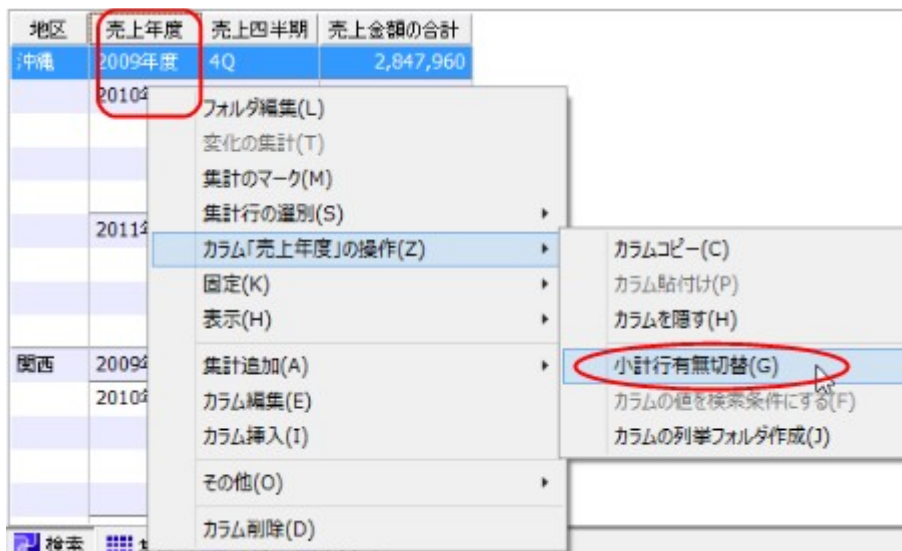 地区 売上年度 売上四半期 売上金額の合計
沖縄 2009年度 4Q 2,847,960
2010
フォルダ編集(L)
変化の集計(T)
集計のマーク(M)
集計行の選別(S)
2011
カラム「売上年度」の操作(Z)
カラムコピー(C)
固定(K)
カラム貼付け(P)
表示(H)
カラムを隠す(H)
関西 2009
集計追加(A)
小計行有無切替(G)
2010
カラム編集(E)
カラムの値を検索条件にする(F)
カラム挿入(I)
カラムの列挙フォルダ作成(J)
その他(O)
カラム削除(D)
検索